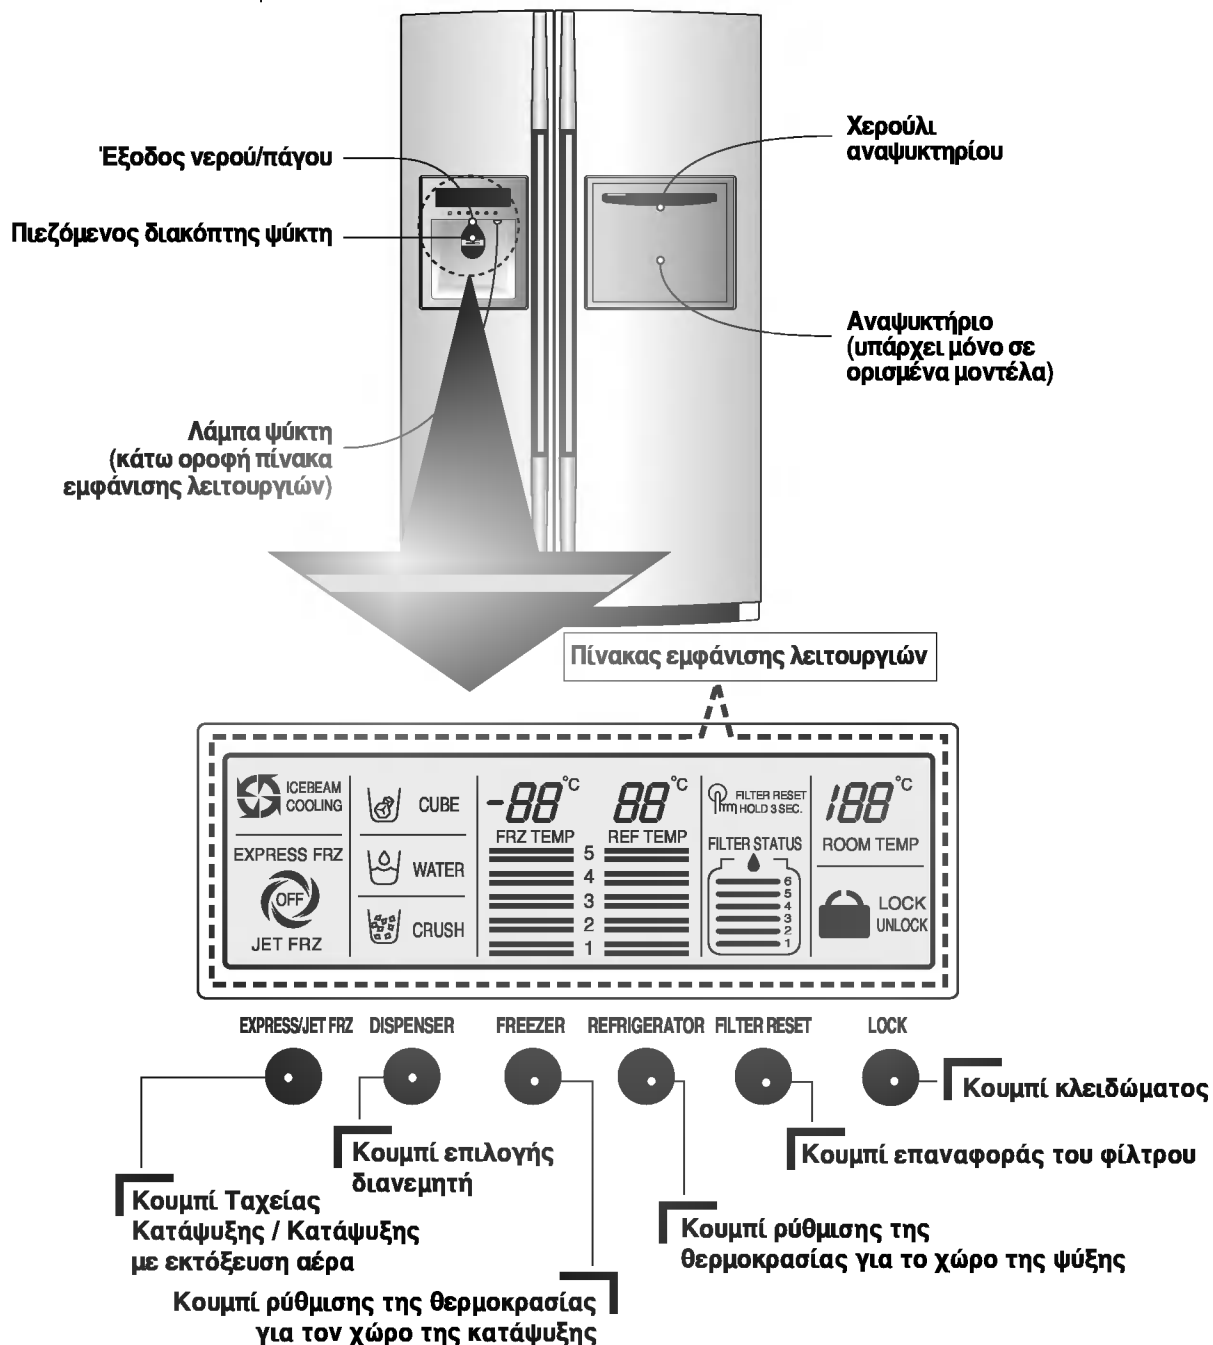 Έξοδος νερού/πάγου
Χερούλι
αναψυκτηρίου
Πιεζόμενος διακόπτης ψύκτη
Αναψυκτήριο
(υπάρχει μόνο σε
ορισμένα μοντέλα)
Λάμπα ψύκτη
(κάτω οροφή πίνακα
εμφάνισης λειτουργιών)
Πίνακας εμφάνισης λειτουργιών
ICEBEAM
COOLING
EXPRESS FRZ
OFF
JET FRZ
CUBE
WATER
CRUSH
-88°C
FRZ TEMP
88°C
REF TEMP
5
4
3
2
1
FILTER RESET
HOLD 3 SEC.
FILTER STATUS
6
5
4
3
2
1
188°C
ROOM TEMP
LOCK
UNLOCK
EXPRESS/JET FRZ DISPENSER FREEZER REFRIGERATOR FILTER RESET LOCK
Κουμπί κλειδώματος
Κουμπί επαναφοράς του φίλτρου
Κουμπί επιλογής
διανεμητή
Κουμπί Ταχείας
Κατάψυξης / Κατάψυξης
με εκτόξευση αέρα
Κουμπί ρύθμισης της
θερμοκρασίας για το χώρο της ψύξης
Κουμπί ρύθμισης της θερμοκρασίας
για τον χώρο της κατάψυξης